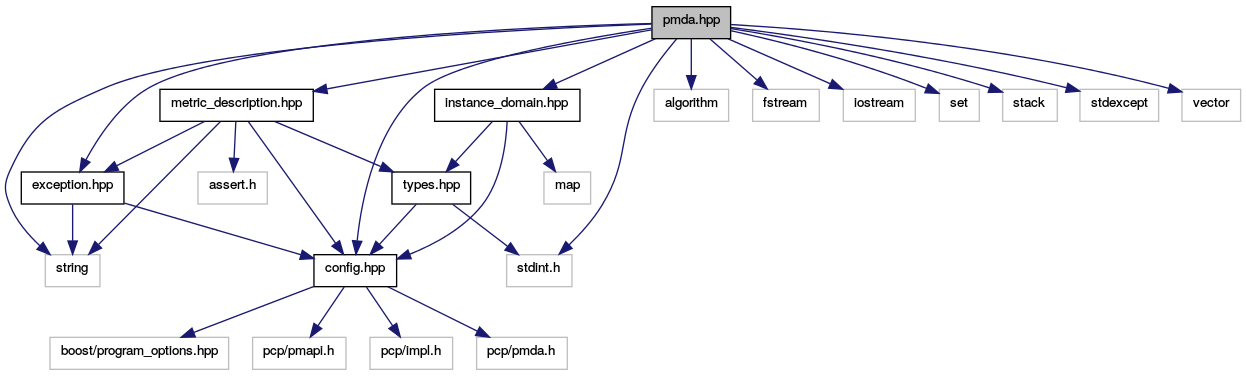 pmda.hpp
metric_description.hpp
instance_domain.hpp
algorithm
fstream
iostream
set
stack
stdexcept
vector
exception.hpp
assert.h
types.hpp
map
string
config.hpp
stdint.h
boost/program_options.hpp
pcp/pmapi.h
pcp/impl.h
pcp/pmda.h